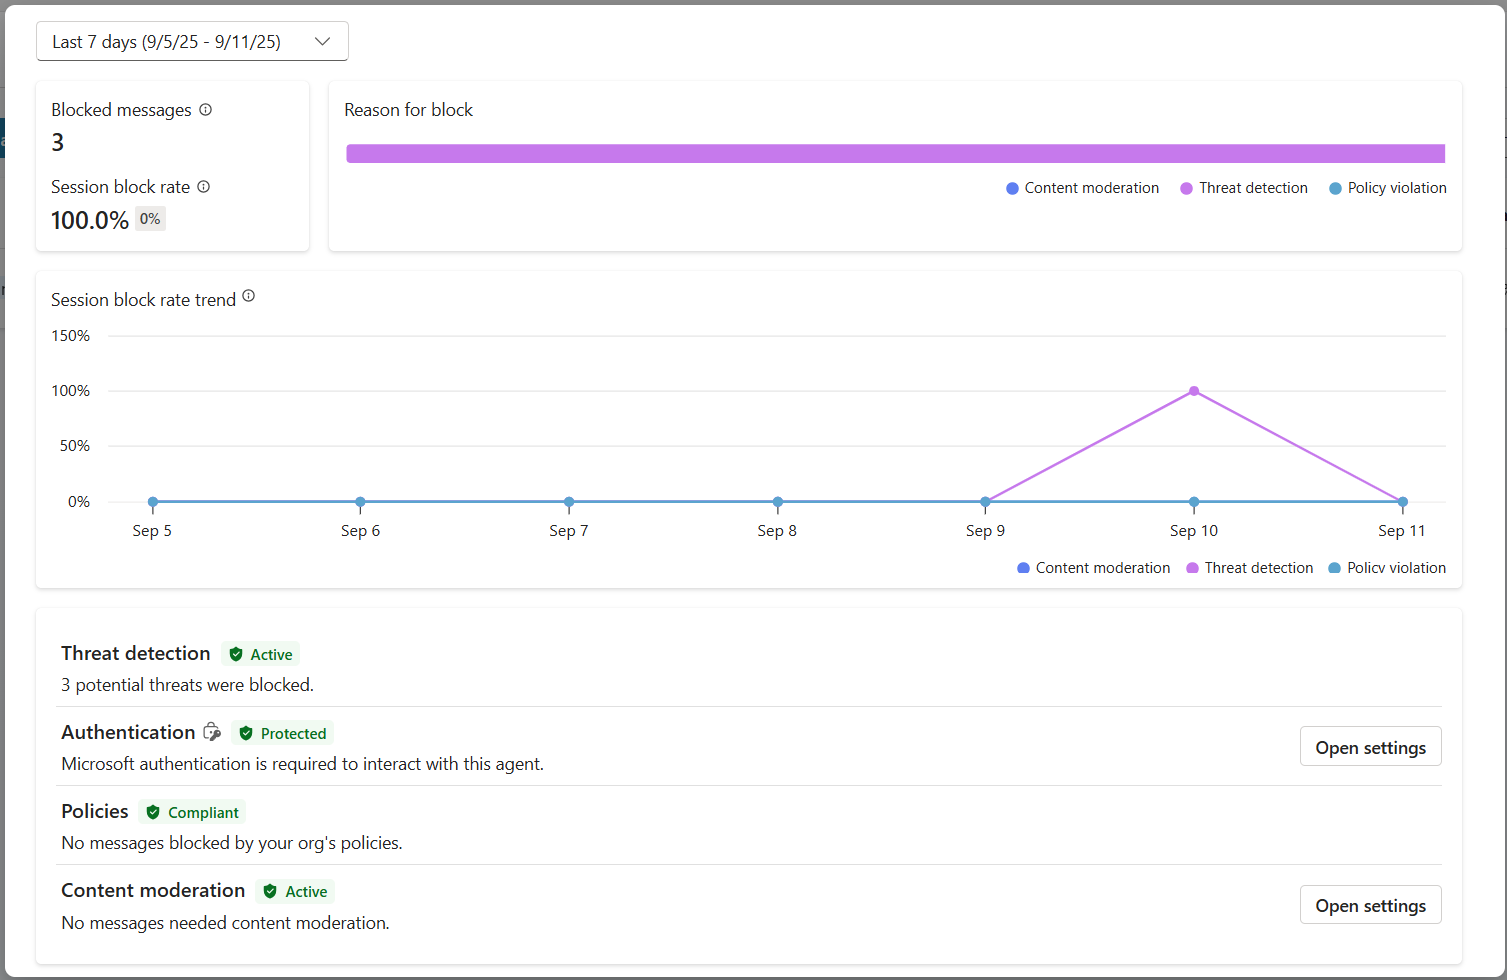 Last 7 days (9/5/25 - 9/11/25)
Blocked messages
3
Session block rate
100.0% 0%
Reason for block
Content moderation Threat detection Policy violation
Session block rate trend
150%
100%
50%
0%
Sep 5 Sep 6 Sep 7 Sep 8 Sep 9 Sep 10 Sep 11
Content moderation Threat detection Policy violation
Threat detection Active
3 potential threats were blocked.
Authentication Protected
Microsoft authentication is required to interact with this agent.
Open settings
Policies Compliant
No messages blocked by your org's policies.
Content moderation Active
No messages needed content moderation.
Open settings